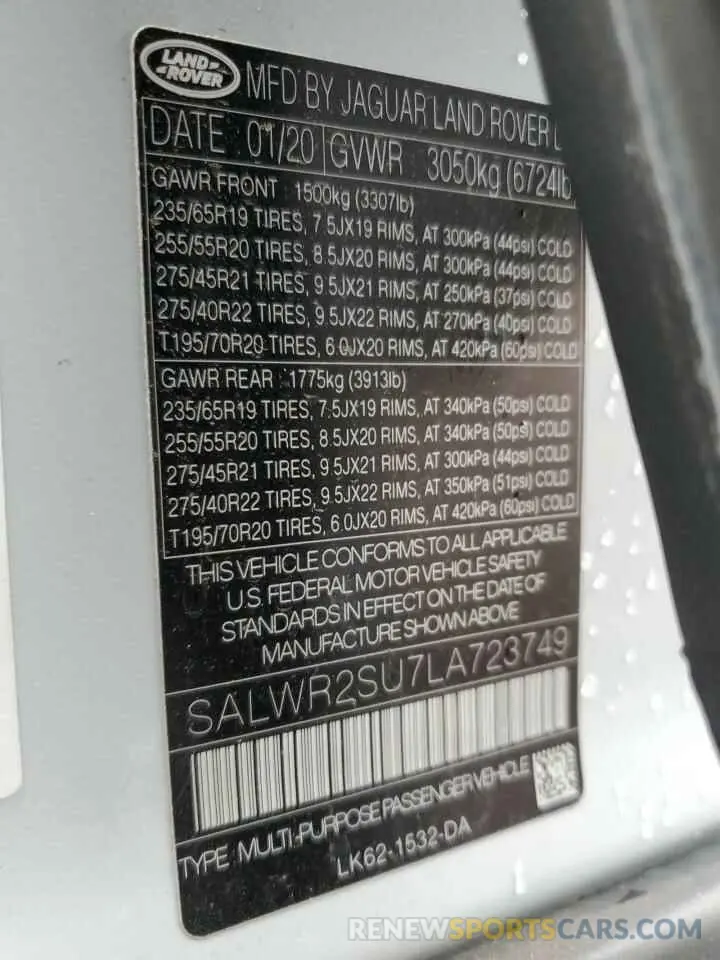 LAND ROVER
MFD BY JAGUAR LAND ROVER
DATE 01/20 GVWR 3050kg (6724lb)
GAWR FRONT 1500kg (3307lb)
235/65R19 TIRES, 7.5JX19 RIMS, AT 300kPa (44psi) COLD
255/55R20 TIRES, 8.5JX20 RIMS, AT 300kPa (44psi) COLD
275/45R21 TIRES, 9.5JX21 RIMS, AT 250kPa (37psi) COLD
275/40R22 TIRES, 9.5JX22 RIMS, AT 270kPa (40psi) COLD
T195/70R20 TIRES, 6.0JX20 RIMS, AT 420kPa (60psi) COLD
GAWR REAR 1775kg (3913lb)
235/65R19 TIRES, 7.5JX19 RIMS, AT 340kPa (50psi) COLD
255/55R20 TIRES, 8.5JX20 RIMS, AT 340kPa (50psi) COLD
275/45R21 TIRES, 9.5JX21 RIMS, AT 300kPa (44psi) COLD
275/40R22 TIRES, 9.5JX22 RIMS, AT 350kPa (51psi) COLD
T195/70R20 TIRES, 6.0JX20 RIMS, AT 420kPa (60psi) COLD
THIS VEHICLE CONFORMS TO ALL APPLICABLE
U.S. FEDERAL MOTOR VEHICLE SAFETY
STANDARDS IN EFFECT ON THE DATE OF
MANUFACTURE SHOWN ABOVE
SALWR2SU7LA723749
TYPE MULTI-PURPOSE PASSENGER VEHICLE
LK62-1532-DA
RENEWSPORTSCARS.COM